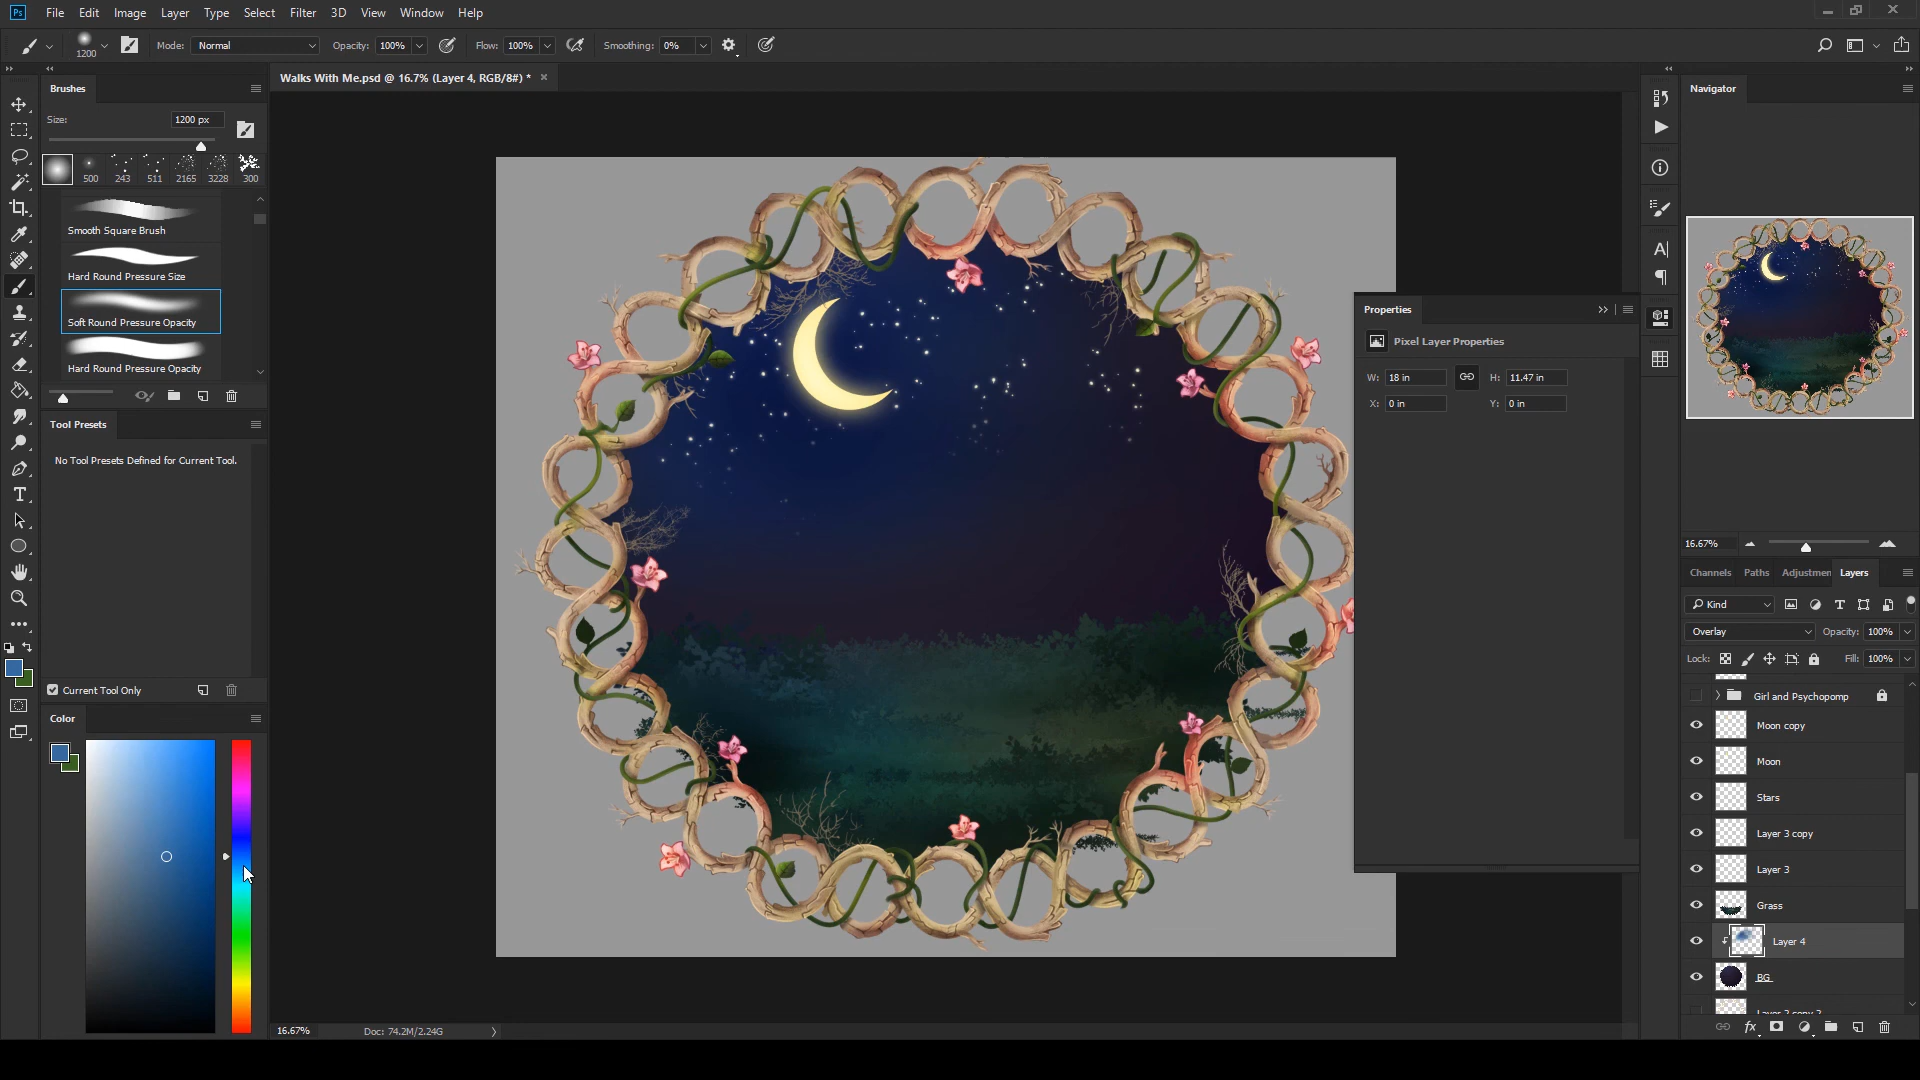 Ps File Edit Image Layer Type Select Filter 3D View Window Help
1200 Mode: Normal Opacity: 100% Flow: 100% Smoothing: 0%
Brushes
Size: 1200 px
500 243 511 2165 3228 300
Smooth Square Brush
Hard Round Pressure Size
Soft Round Pressure Opacity
Hard Round Pressure Opacity
Tool Presets
No Tool Presets Defined for Current Tool.
Current Tool Only
Color
Walks With Me.psd @ 16.7% (Layer 4, RGB/8#) *
16.67% Doc: 74.2M/2.24G
Properties
Pixel Layer Properties
W: 18 in H: 11.47 in
X: 0 in Y: 0 in
Navigator
16.67%
Channels Paths Adjustmen Layers
Kind
Overlay Opacity: 100%
Lock: Fill: 100%
Girl and Psychopomp
Moon copy
Moon
Stars
Layer 3 copy
Layer 3
Grass
Layer 4
BG
Layer 2 copy 2